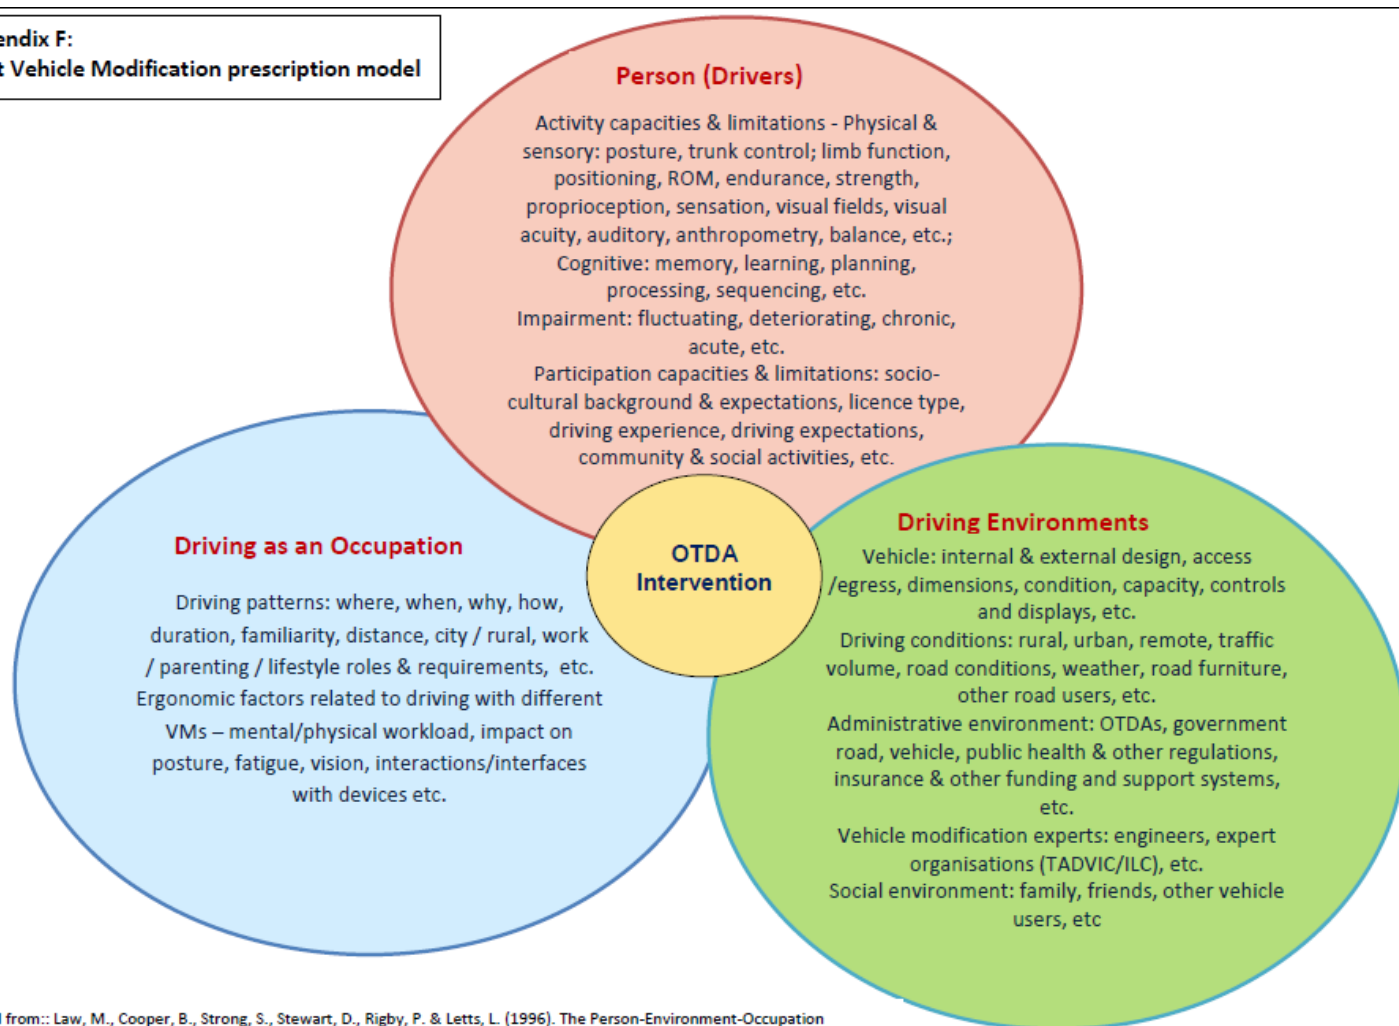 endix F:
t Vehicle Modification prescription model
Person (Drivers)
Activity capacities & limitations - Physical &
sensory: posture, trunk control; limb function,
positioning, ROM, endurance, strength,
proprioception, sensation, visual fields, visual
acuity, auditory, anthropometry, balance, etc.;
Cognitive: memory, learning, planning,
processing, sequencing, etc.
Impairment: fluctuating, deteriorating, chronic,
acute, etc.
Participation capacities & limitations: socio-
cultural background & expectations, licence type,
driving experience, driving expectations,
community & social activities, etc.
Driving as an Occupation
Driving patterns: where, when, why, how,
duration, familiarity, distance, city / rural, work
/ parenting / lifestyle roles & requirements, etc.
Ergonomic factors related to driving with different
VMs – mental/physical workload, impact on
posture, fatigue, vision, interactions/interfaces
with devices etc.
OTDA
Intervention
Driving Environments
Vehicle: internal & external design, access
/egress, dimensions, condition, capacity, controls
and displays, etc.
Driving conditions: rural, urban, remote, traffic
volume, road conditions, weather, road furniture,
other road users, etc.
Administrative environment: OTDAs, government
road, vehicle, public health & other regulations,
insurance & other funding and support systems,
etc.
Vehicle modification experts: engineers, expert
organisations (TADVIC/ILC), etc.
Social environment: family, friends, other vehicle
users, etc
from:: Law, M., Cooper, B., Strong, S., Stewart, D., Rigby, P. & Letts, L. (1996). The Person-Environment-Occupation